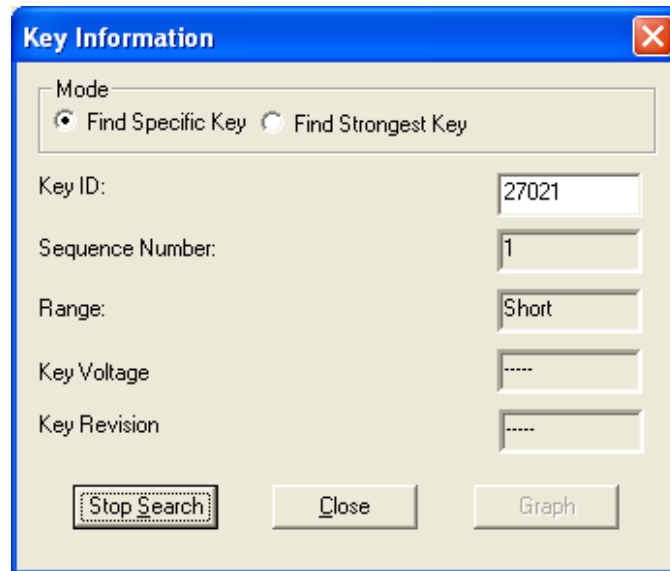 Key Information
Mode
Find Specific Key Find Strongest Key
Key ID: 27021
Sequence Number: 1
Range: Short
Key Voltage -----
Key Revision -----
Stop Search Close Graph